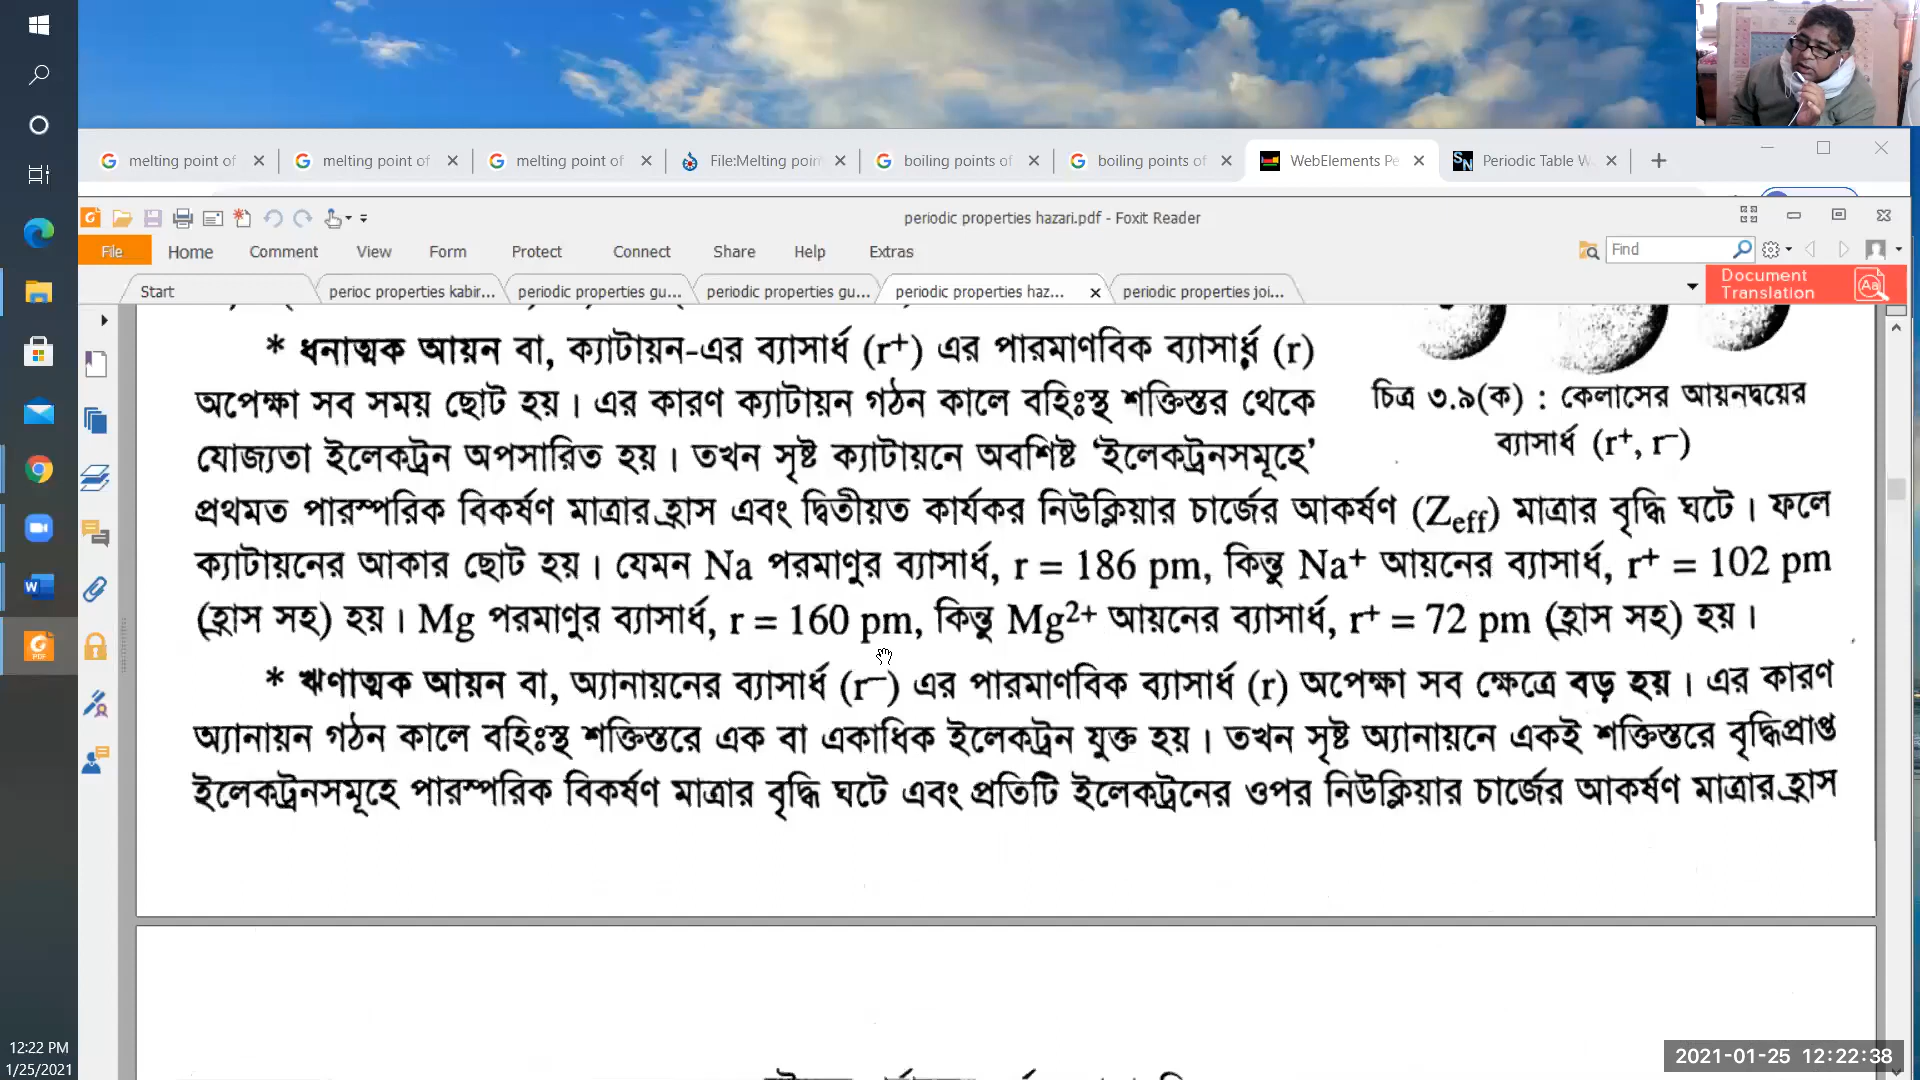 melting point of
melting point of
melting point of
File:Melting poin
boiling points of
boiling points of
WebElements Pe
Periodic Table W
periodic properties hazari.pdf - Foxit Reader
File
Home
Comment
View
Form
Protect
Connect
Share
Help
Extras
Find
Start
perioc properties kabir...
periodic properties gu...
periodic properties gu...
periodic properties haz...
periodic properties joi...
Document
Translation
* ধনাত্মক আয়ন বা, ক্যাটায়ন-এর ব্যাসার্ধ (r⁺) এর পারমাণবিক ব্যাসার্ধ (r)
অপেক্ষা সব সময় ছোট হয়। এর কারণ ক্যাটায়ন গঠন কালে বহিঃস্থ শক্তিস্তর থেকে
যোজ্যতা ইলেকট্রন অপসারিত হয়। তখন সৃষ্ট ক্যাটায়নে অবশিষ্ট ‘ইলেকট্রনসমূহে’
চিত্র ৩.৯(ক) : কেলাসের আয়নদ্বয়ের
ব্যাসার্ধ (r⁺, r⁻)
প্রথমত পারস্পরিক বিকর্ষণ মাত্রার হ্রাস এবং দ্বিতীয়ত কার্যকর নিউক্লিয়ার চার্জের আকর্ষণ (Zeff) মাত্রার বৃদ্ধি ঘটে। ফলে
ক্যাটায়নের আকার ছোট হয়। যেমন Na পরমাণুর ব্যাসার্ধ, r = 186 pm, কিন্তু Na⁺ আয়নের ব্যাসার্ধ, r⁺ = 102 pm
(হ্রাস সহ) হয়। Mg পরমাণুর ব্যাসার্ধ, r = 160 pm, কিন্তু Mg²⁺ আয়নের ব্যাসার্ধ, r⁺ = 72 pm (হ্রাস সহ) হয়।
* ঋণাত্মক আয়ন বা, অ্যানায়নের ব্যাসার্ধ (r⁻) এর পারমাণবিক ব্যাসার্ধ (r) অপেক্ষা সব ক্ষেত্রে বড় হয়। এর কারণ
অ্যানায়ন গঠন কালে বহিঃস্থ শক্তিস্তরে এক বা একাধিক ইলেকট্রন যুক্ত হয়। তখন সৃষ্ট অ্যানায়নে একই শক্তিস্তরে বৃদ্ধিপ্রাপ্ত
ইলেকট্রনসমূহে পারস্পরিক বিকর্ষণ মাত্রার বৃদ্ধি ঘটে এবং প্রতিটি ইলেকট্রনের ওপর নিউক্লিয়ার চার্জের আকর্ষণ মাত্রার হ্রাস
12:22 PM
1/25/2021
2021-01-25 12:22:38